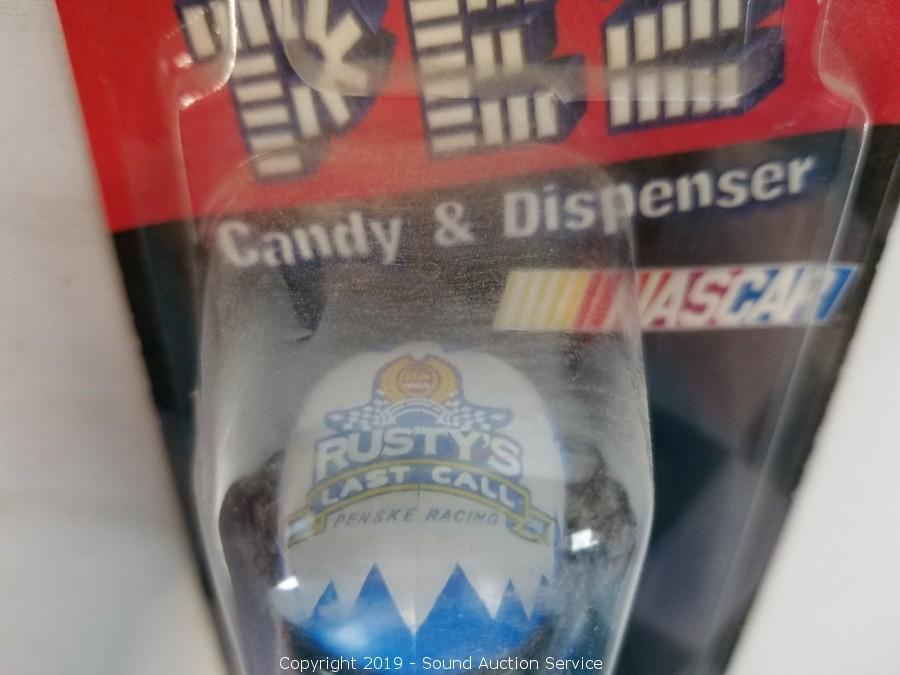 PEZ
Candy & Dispenser
NASCAR
RUSTY'S
LAST CALL
PENSKE RACING
Copyright 2019 - Sound Auction Service